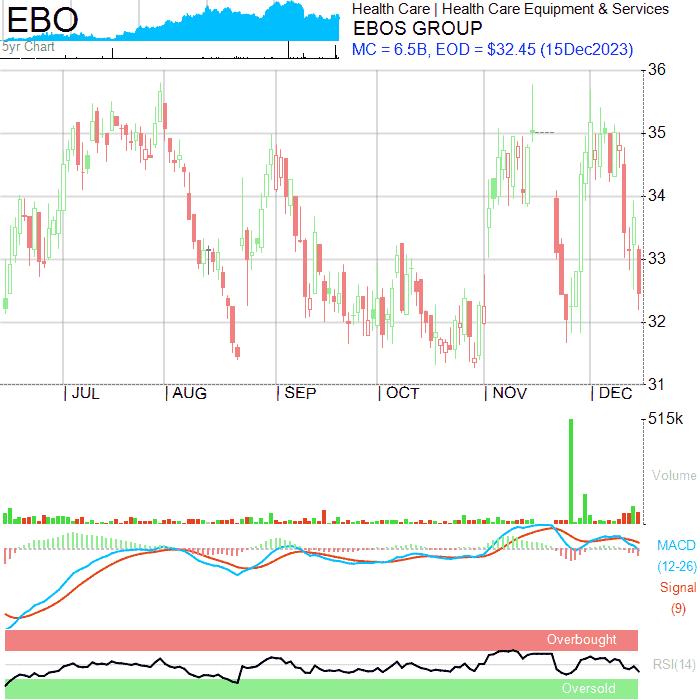 EBO
Health Care | Health Care Equipment & Services
EBOS GROUP
MC = 6.5B, EOD = $32.45 (15Dec2023)
5yr Chart
36
35
34
33
32
31
JUL
AUG
SEP
OCT
NOV
DEC
515k
Volume
MACD
(12-26)
Signal
(9)
Overbought
RSI(14)
Oversold